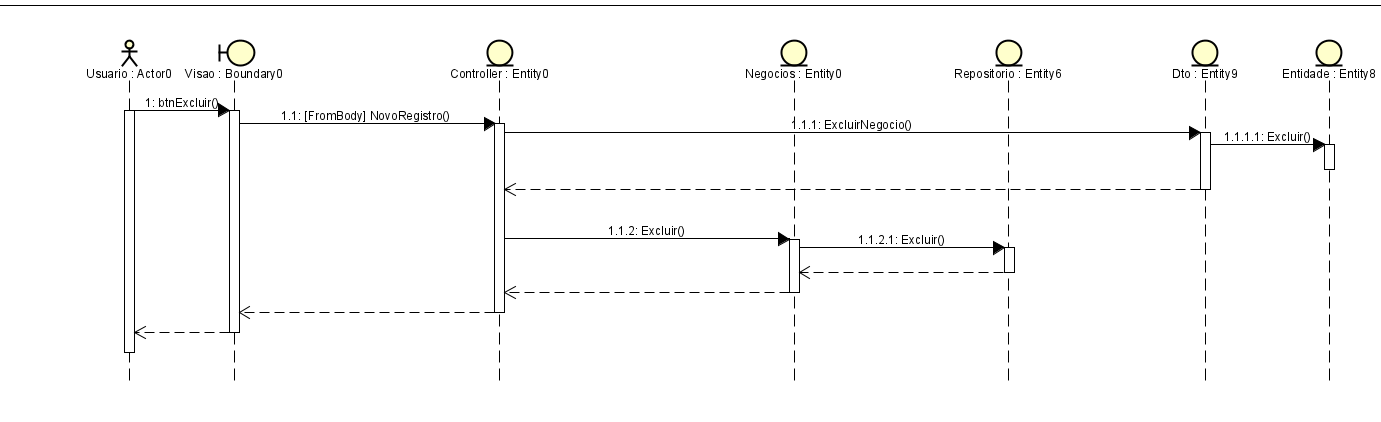 Usuario : Actor0
Visao : Boundary0
Controller : Entity0
Negocios : Entity0
Repositorio : Entity6
Dto : Entity9
Entidade : Entity8
1: btnExcluir()
1.1: [FromBody] NovoRegistro()
1.1.1: ExcluirNegocio()
1.1.1.1: Excluir()
1.1.2: Excluir()
1.1.2.1: Excluir()